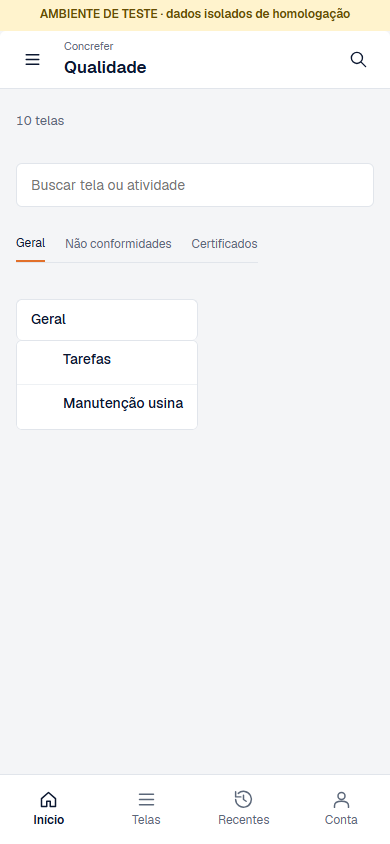 AMBIENTE DE TESTE · dados isolados de homologação
Concrefer
Qualidade
10 telas
Buscar tela ou atividade
Geral Não conformidades Certificados
Geral
Tarefas
Manutenção usina
Início Telas Recentes Conta